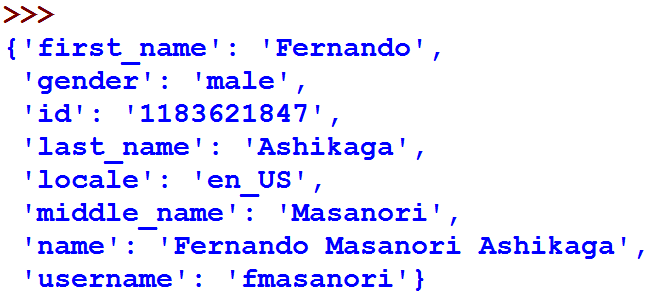 >>>
{'first_name': 'Fernando',
 'gender': 'male',
 'id': '1183621847',
 'last_name': 'Ashikaga',
 'locale': 'en_US',
 'middle_name': 'Masanori',
 'name': 'Fernando Masanori Ashikaga',
 'username': 'fmasanori'}